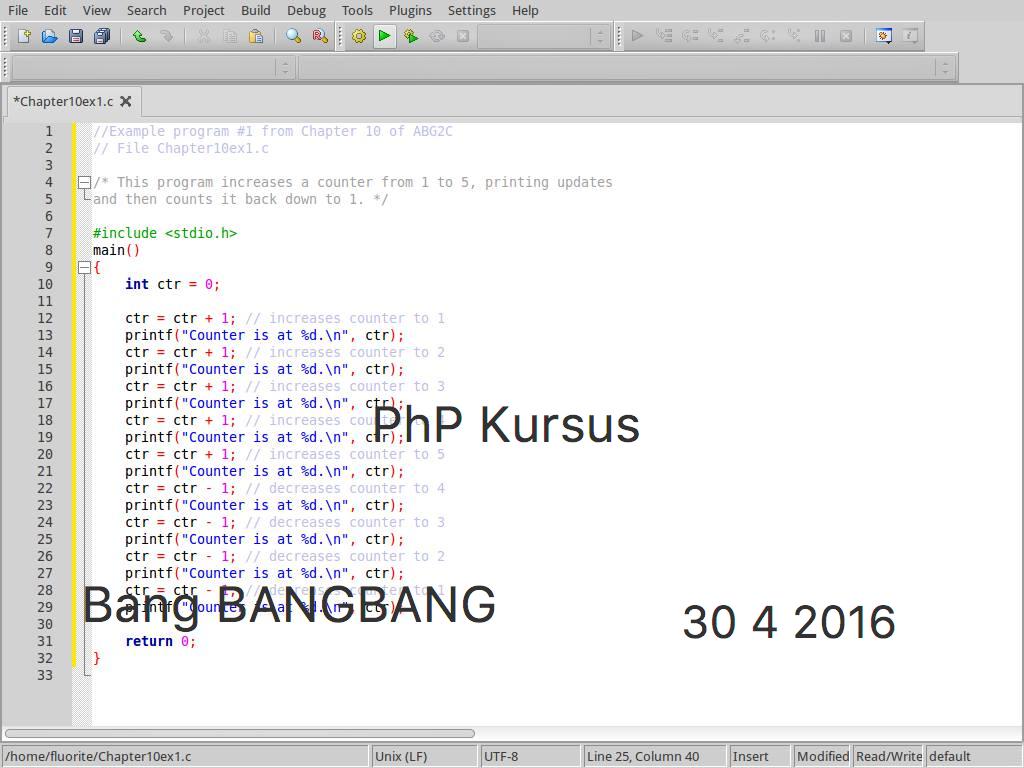 File Edit View Search Project Build Debug Tools Plugins Settings Help
*Chapter10ex1.c
1 //Example program #1 from Chapter 10 of ABG2C
2 // File Chapter10ex1.c
3
4 /* This program increases a counter from 1 to 5, printing updates
5 and then counts it back down to 1. */
6
7 #include <stdio.h>
8 main()
9 {
10 int ctr = 0;
11
12 ctr = ctr + 1; // increases counter to 1
13 printf("Counter is at %d.\n", ctr);
14 ctr = ctr + 1; // increases counter to 2
15 printf("Counter is at %d.\n", ctr);
16 ctr = ctr + 1; // increases counter to 3
17 printf("Counter is at %d.\n", ctr);
18 ctr = ctr + 1; // increases counter to
PhP Kursus
19 printf("Counter is at %d.\n", ctr);
20 ctr = ctr + 1; // increases counter to 5
21 printf("Counter is at %d.\n", ctr);
22 ctr = ctr - 1; // decreases counter to 4
23 printf("Counter is at %d.\n", ctr);
24 ctr = ctr - 1; // decreases counter to 3
25 printf("Counter is at %d.\n", ctr);
26 ctr = ctr - 1; // decreases counter to 2
27 printf("Counter is at %d.\n", ctr);
28 ctr = ctr - 1; // decreases counter to 1
29 printf("Counter is at %d.\n", ctr);
Bang BANGBANG
30 4 2016
30
31 return 0;
32 }
33
/home/fluorite/Chapter10ex1.c Unix (LF) UTF-8 Line 25, Column 40 Insert Modified Read/Write default